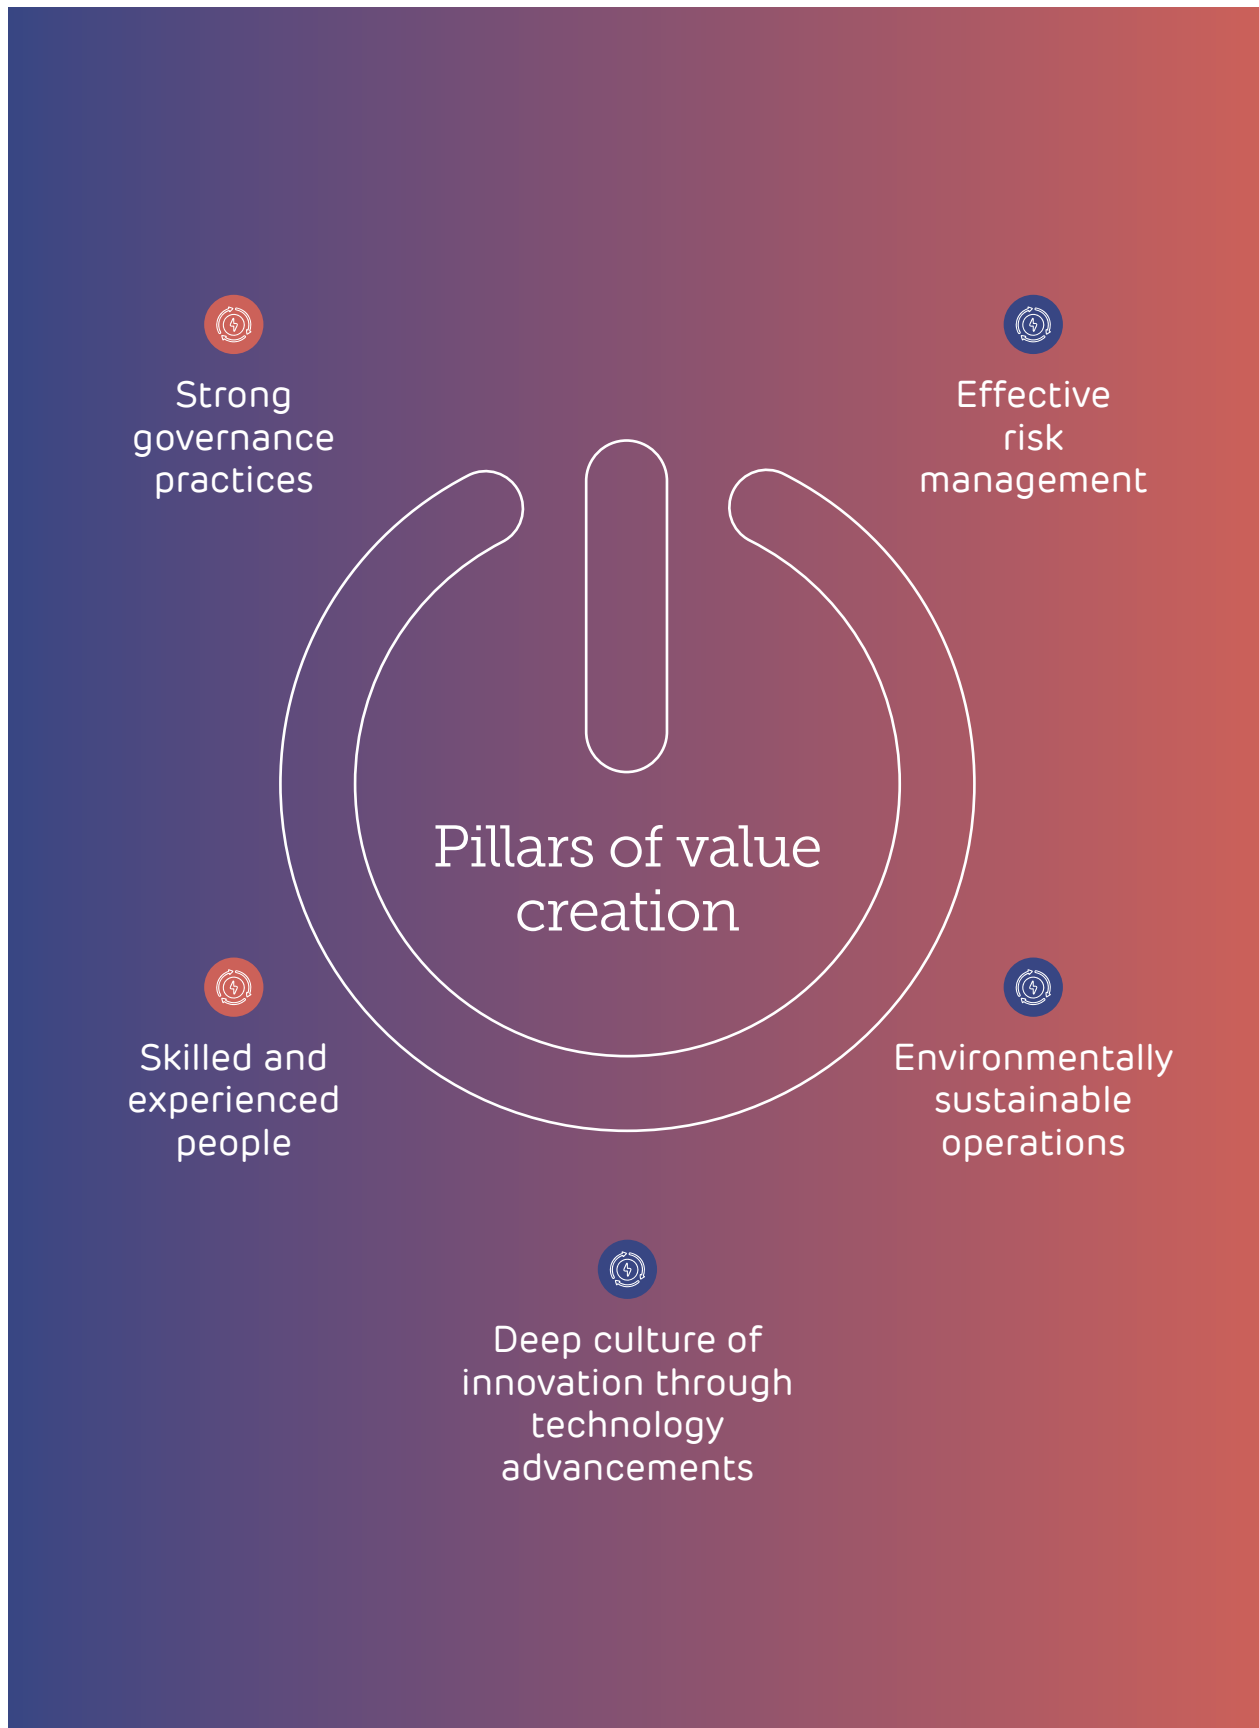 Strong
governance
practices
Effective
risk
management
Pillars of value
creation
Skilled and
experienced
people
Environmentally
sustainable
operations
Deep culture of
innovation through
technology
advancements